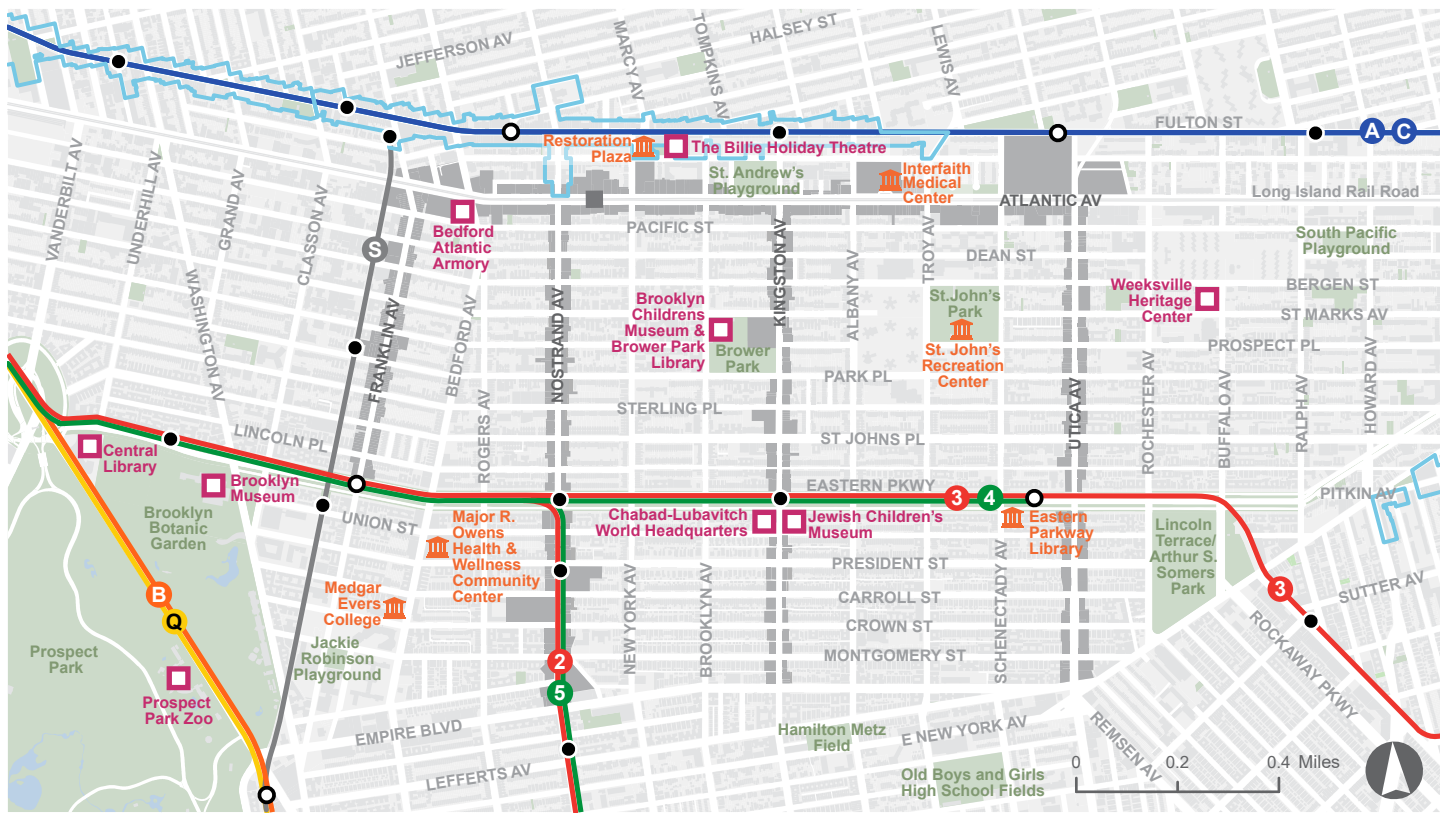 JEFFERSON AV
MARCY AV
TOMPKINS AV
HALSEY ST
LEWIS AV
FULTON ST
A
C
Restoration
Plaza
The Billie Holiday Theatre
St. Andrew's
Playground
Interfaith
Medical
Center
ATLANTIC AV
Long Island Rail Road
VANDERBILT AV
UNDERHILL AV
GRAND AV
CLASSON AV
S
Bedford
Atlantic
Armory
PACIFIC ST
KINGSTON AV
ALBANY AV
TROY AV
DEAN ST
South Pacific
Playground
WASHINGTON AV
FRANKLIN AV
BEDFORD AV
NOSTRAND AV
Brooklyn
Childrens
Museum &
Brower Park
Library
Brower
Park
St.John's
Park
St. John's
Recreation
Center
Weeksville
Heritage
Center
BERGEN ST
ST MARKS AV
PROSPECT PL
PARK PL
UTICA AV
ROCHESTER AV
BUFFALO AV
RALPH AV
HOWARD AV
ROGERS AV
STERLING PL
ST JOHNS PL
LINCOLN PL
Central
Library
Brooklyn
Museum
EASTERN PKWY
3
4
PITKIN AV
Brooklyn
Botanic
Garden
UNION ST
Major R.
Owens
Health &
Wellness
Community
Center
Chabad-Lubavitch
World Headquarters
Jewish Children's
Museum
Eastern
Parkway
Library
Lincoln
Terrace/
Arthur S.
Somers
Park
PRESIDENT ST
B
Q
Medgar
Evers
College
CARROLL ST
3
SUTTER AV
NEW YORK AV
BROOKLYN AV
CROWN ST
SCHENECTADY AV
ROCKAWAY PKWY
Prospect
Park
Jackie
Robinson
Playground
2
5
MONTGOMERY ST
Prospect
Park Zoo
EMPIRE BLVD
Hamilton Metz
Field
E NEW YORK AV
REMSEN AV
LEFFERTS AV
Old Boys and Girls
High School Fields
0 0.2 0.4 Miles